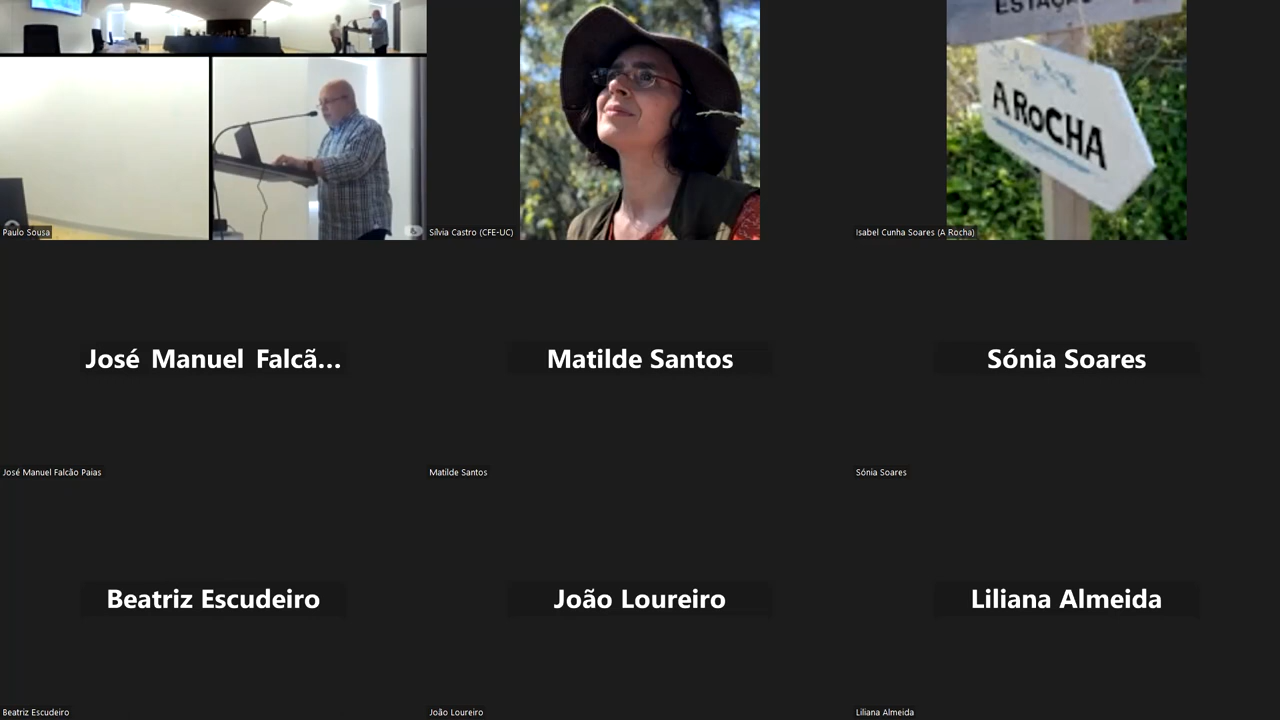 ESTAÇÃO
A ROCHA
Paulo Sousa
Sílvia Castro (CFE-UC)
Isabel Cunha Soares (A Rocha)
José Manuel Falcã...
Matilde Santos
Sónia Soares
José Manuel Falcão Paias
Matilde Santos
Sónia Soares
Beatriz Escudeiro
João Loureiro
Liliana Almeida
Beatriz Escudeiro
João Loureiro
Liliana Almeida